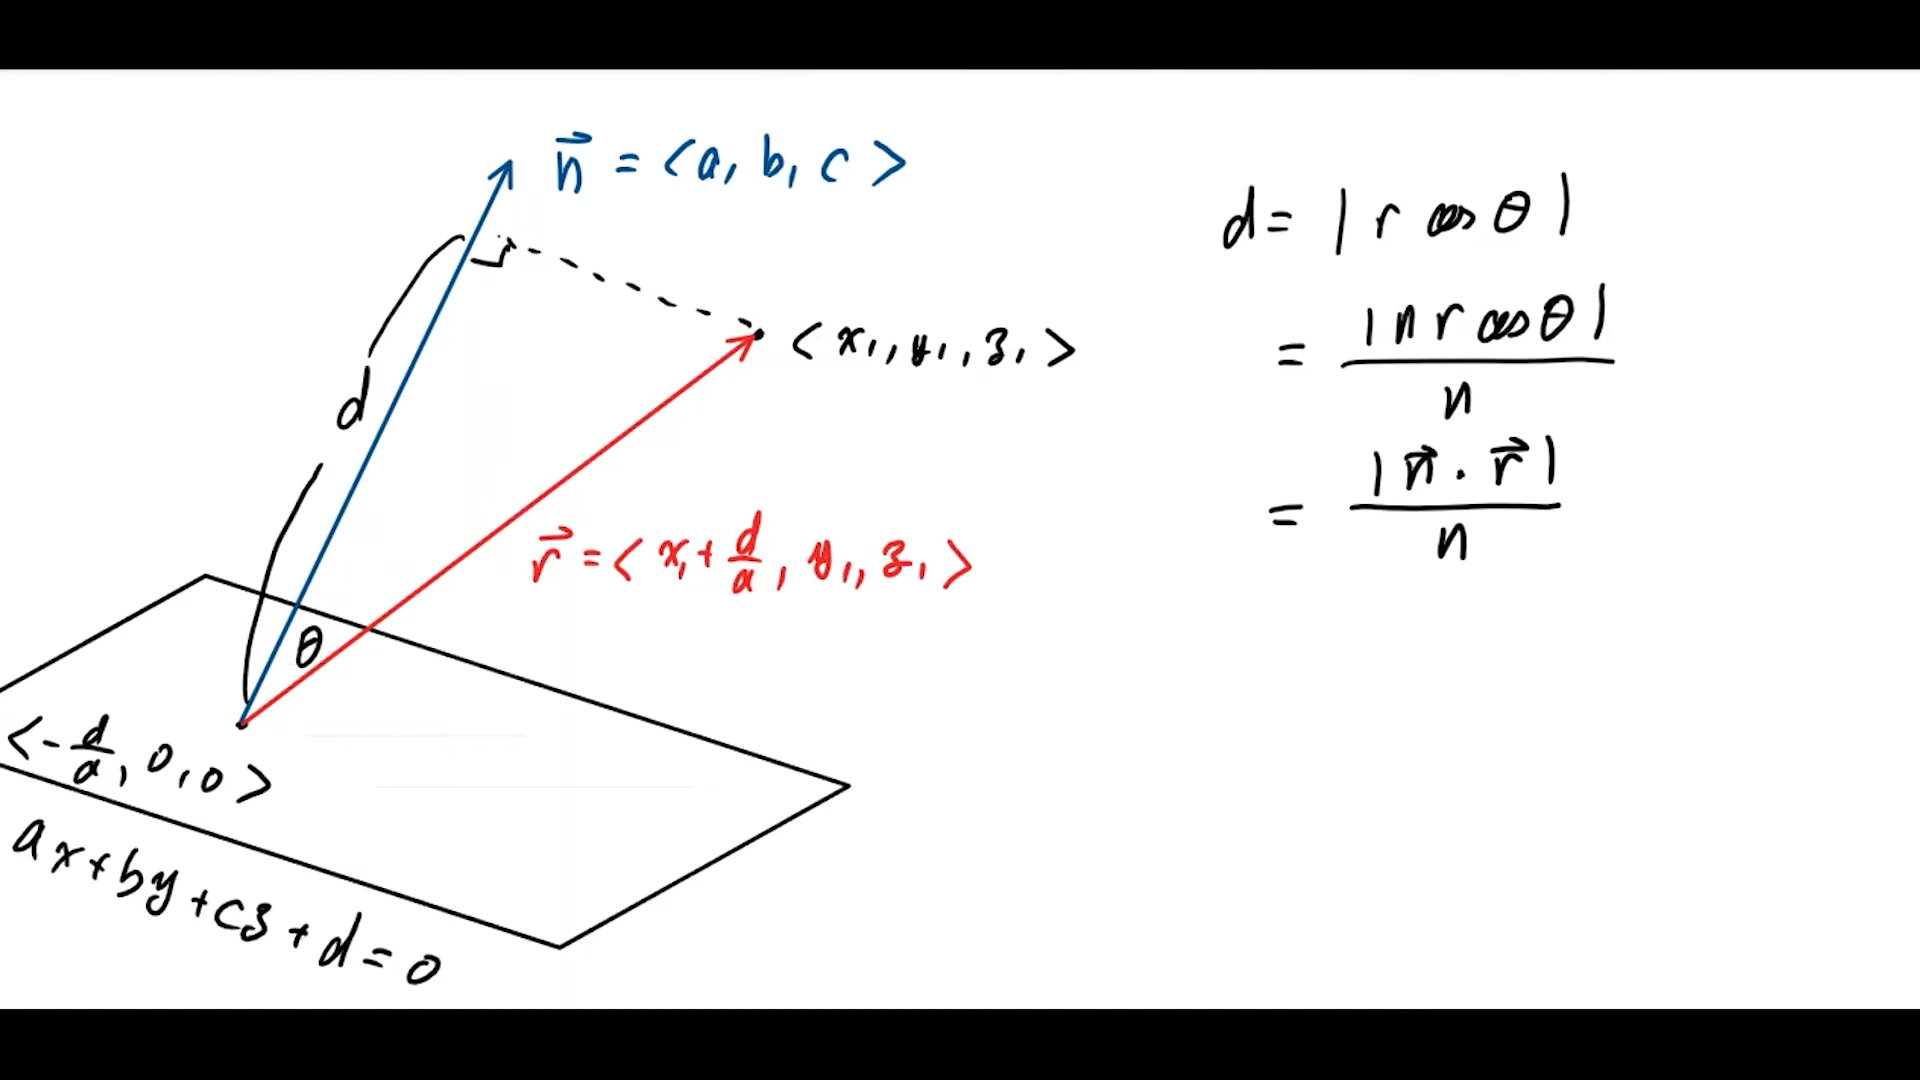 n⃗ = <a, b, c>
d
<x₁, y₁, z₁>
r⃗ = <x₁ + d/a, y₁, z₁>
θ
<-d/a, 0, 0>
ax + by + cz + d = 0
d = | r cos θ |
= | n r cos θ | / n
= | n⃗ · r⃗ | / n